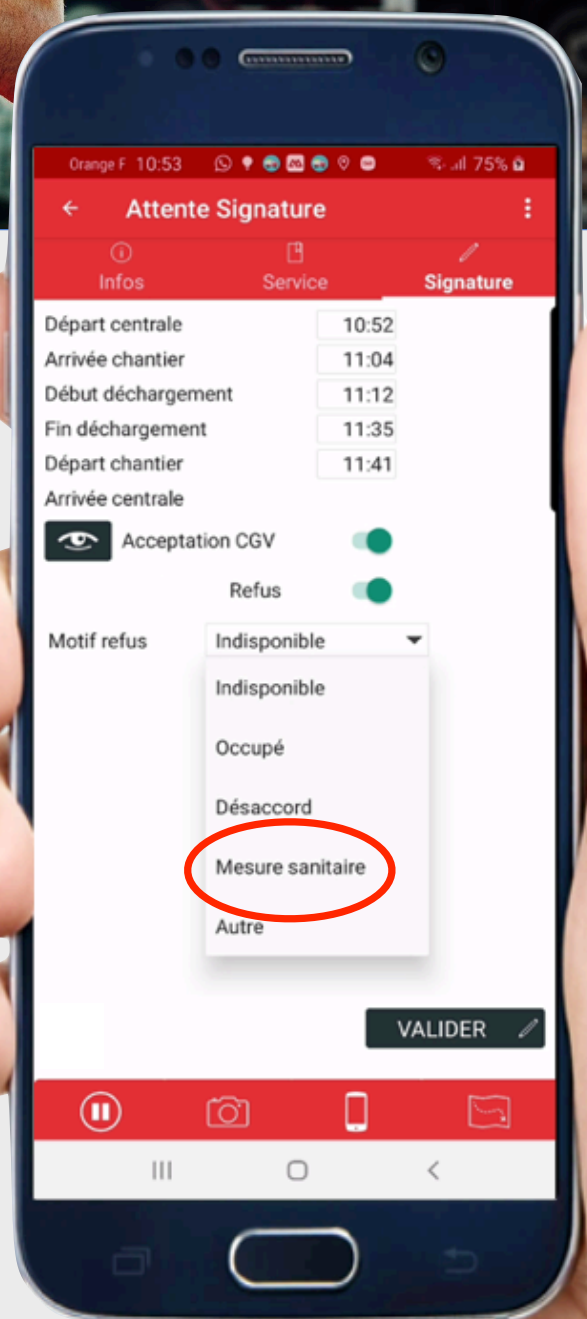 Orange F 10:53 75%
Attente Signature
Infos Service Signature
Départ centrale 10:52
Arrivée chantier 11:04
Début déchargement 11:12
Fin déchargement 11:35
Départ chantier 11:41
Arrivée centrale
Acceptation CGV
Refus
Motif refus Indisponible
Indisponible
Occupé
Désaccord
Mesure sanitaire
Autre
VALIDER